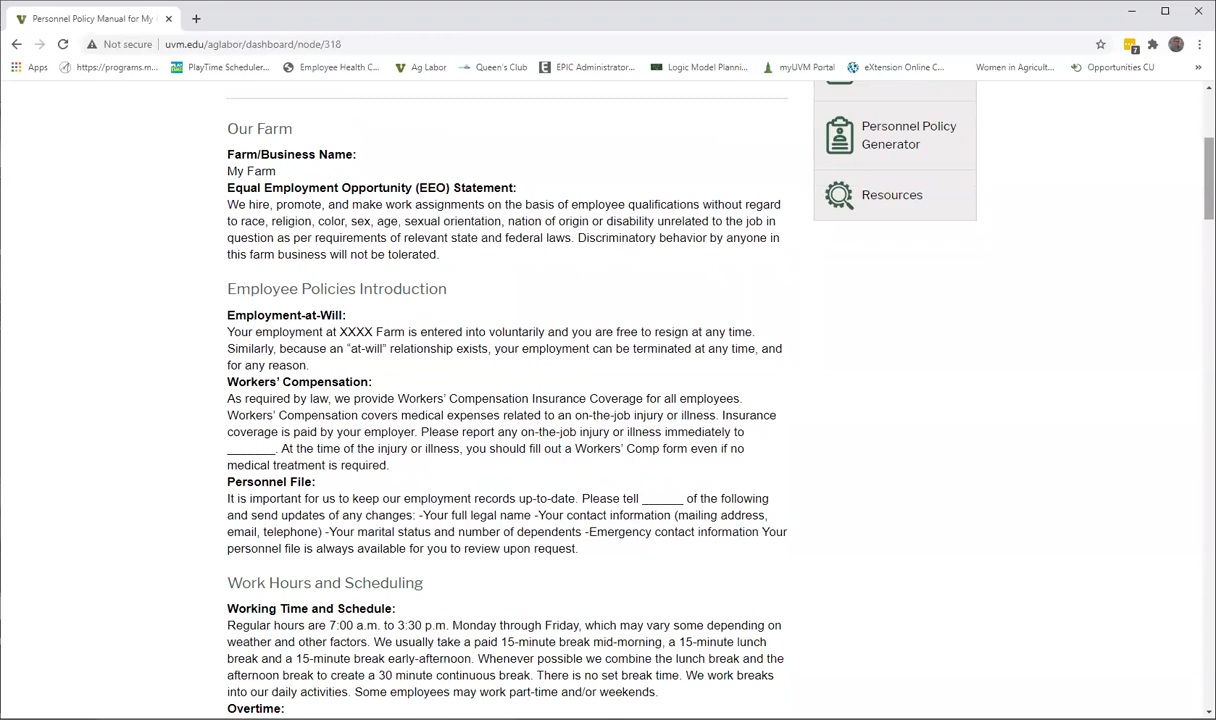 Personnel Policy Manual for My
Not secure
uvm.edu/aglabor/dashboard/node/318
7
Apps
https://programs.m...
PlayTime Scheduler...
Employee Health C...
Ag Labor
Queen's Club
EPIC Administrator...
Logic Model Planni...
myUVM Portal
eXtension Online C...
Women in Agricult...
Opportunities CU
»
Our Farm
Farm/Business Name:
My Farm
Equal Employment Opportunity (EEO) Statement:
We hire, promote, and make work assignments on the basis of employee qualifications without regard
to race, religion, color, sex, age, sexual orientation, nation of origin or disability unrelated to the job in
question as per requirements of relevant state and federal laws. Discriminatory behavior by anyone in
this farm business will not be tolerated.
Employee Policies Introduction
Employment-at-Will:
Your employment at XXXX Farm is entered into voluntarily and you are free to resign at any time.
Similarly, because an “at-will” relationship exists, your employment can be terminated at any time, and
for any reason.
Workers’ Compensation:
As required by law, we provide Workers’ Compensation Insurance Coverage for all employees.
Workers’ Compensation covers medical expenses related to an on-the-job injury or illness. Insurance
coverage is paid by your employer. Please report any on-the-job injury or illness immediately to
_______. At the time of the injury or illness, you should fill out a Workers’ Comp form even if no
medical treatment is required.
Personnel File:
It is important for us to keep our employment records up-to-date. Please tell ______ of the following
and send updates of any changes: -Your full legal name -Your contact information (mailing address,
email, telephone) -Your marital status and number of dependents -Emergency contact information Your
personnel file is always available for you to review upon request.
Work Hours and Scheduling
Working Time and Schedule:
Regular hours are 7:00 a.m. to 3:30 p.m. Monday through Friday, which may vary some depending on
weather and other factors. We usually take a paid 15-minute break mid-morning, a 15-minute lunch
break and a 15-minute break early-afternoon. Whenever possible we combine the lunch break and the
afternoon break to create a 30 minute continuous break. There is no set break time. We work breaks
into our daily activities. Some employees may work part-time and/or weekends.
Overtime:
Personnel Policy
Generator
Resources